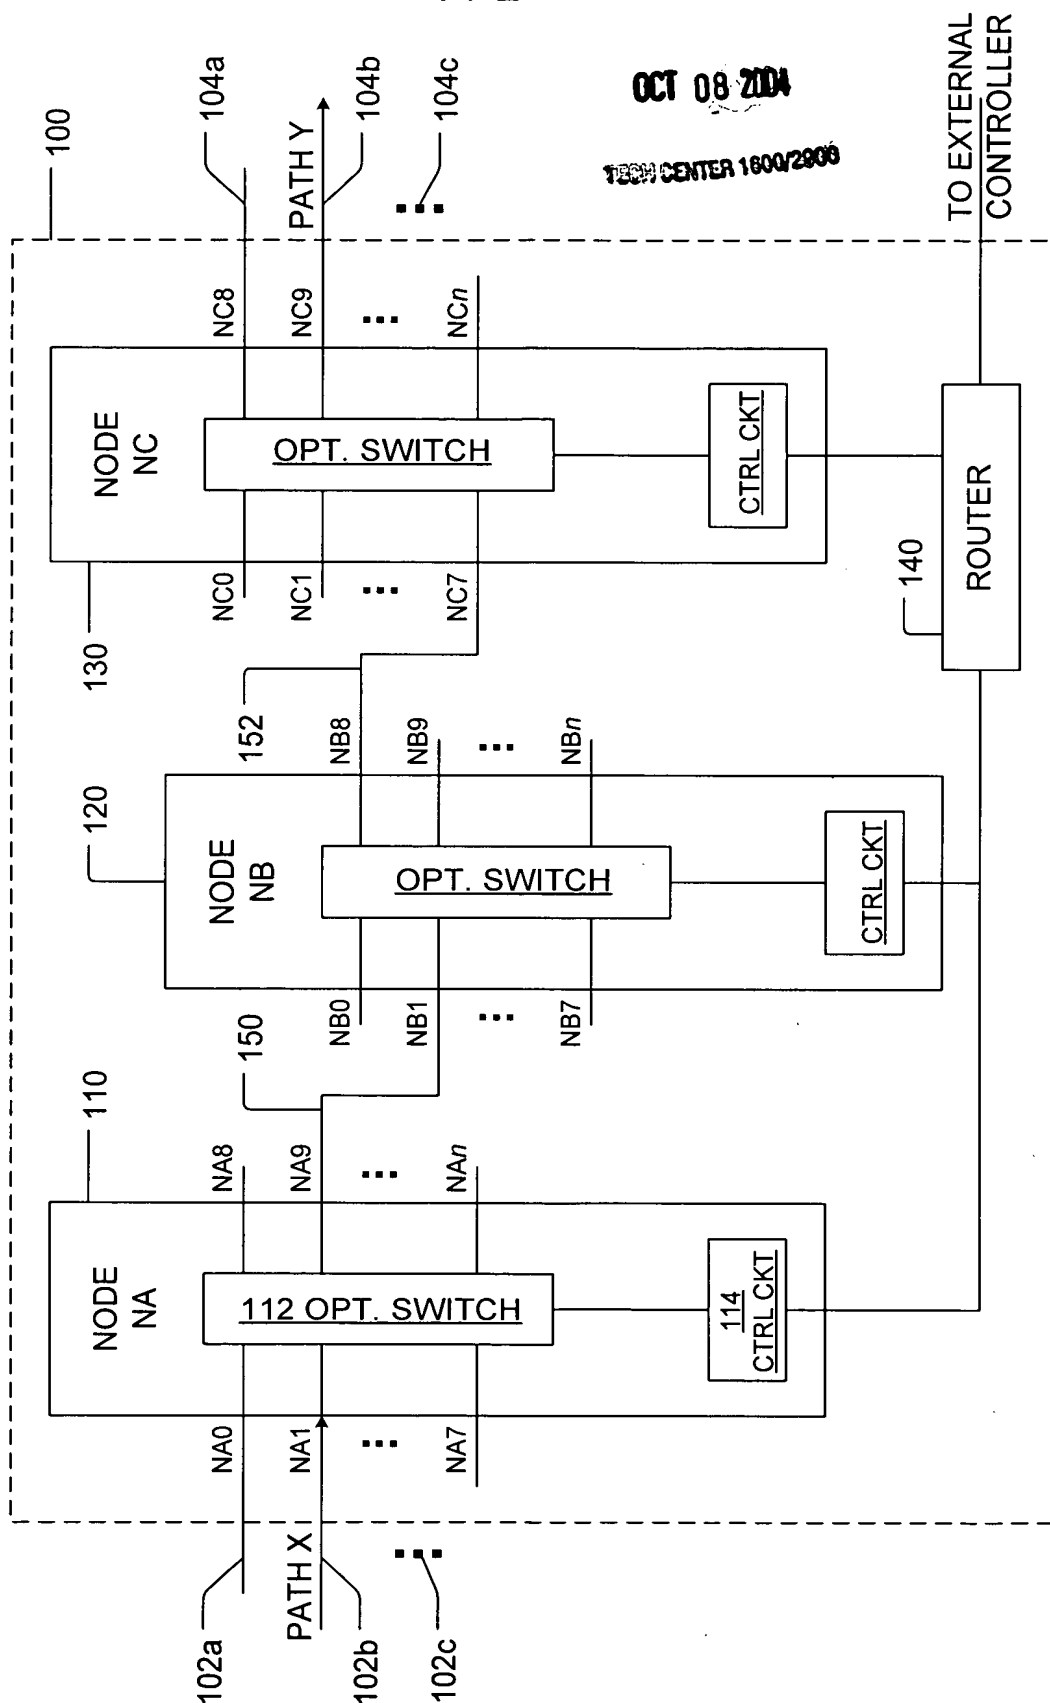 OCT 08 2004
TECH CENTER 1600/2900
100
104a
PATH Y
104b
104c
TO EXTERNAL
CONTROLLER
NODE
NC
NC8
NC9
NCn
OPT. SWITCH
CTRL CKT
NC0
NC1
NC7
130
152
140
ROUTER
120
NODE
NB
NB8
NB9
NBn
OPT. SWITCH
CTRL CKT
NB0
NB1
NB7
150
110
NODE
NA
NA8
NA9
NAn
112 OPT. SWITCH
114
CTRL CKT
NA0
NA1
NA7
102a
PATH X
102b
102c